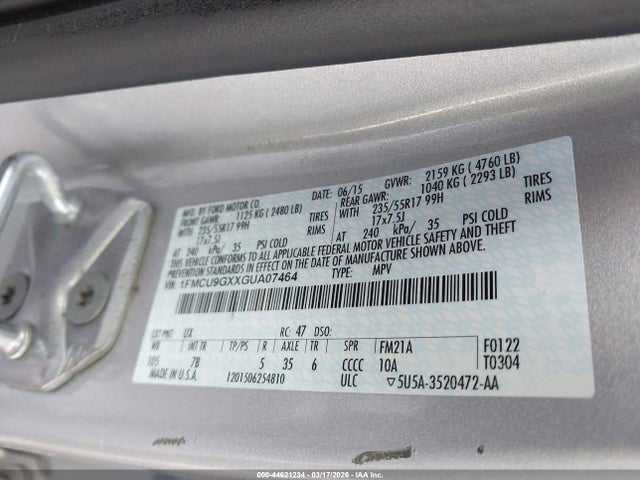 MFD. BY FORD MOTOR CO.
DATE: 06/15 GVWR: 2159 KG ( 4760 LB)
FRONT GAWR: 1125 KG ( 2480 LB) REAR GAWR: 1040 KG ( 2293 LB)
WITH 235/55R17 99H TIRES WITH 235/55R17 99H TIRES
17x7.5J RIMS 17x7.5J RIMS
AT 240 kPa/ 35 PSI COLD AT 240 kPa/ 35 PSI COLD
THIS VEHICLE CONFORMS TO ALL APPLICABLE FEDERAL MOTOR VEHICLE SAFETY AND THEFT
PREVENTION STANDARDS IN EFFECT ON THE DATE OF MANUFACTURE SHOWN ABOVE.
VIN: 1FMCU9GXXGUA07464 TYPE: MPV
EXT PNT: UX RC: 47 DSO:
WB INT TR TP/PS R AXLE TR SPR FM21A F0122
105 7B 5 35 6 CCCC 10A T0304
MADE IN U.S.A. 1201506254810 ULC ▽5U5A-3520472-AA
000-44621234 | 03/17/2026 - IAAI.COM